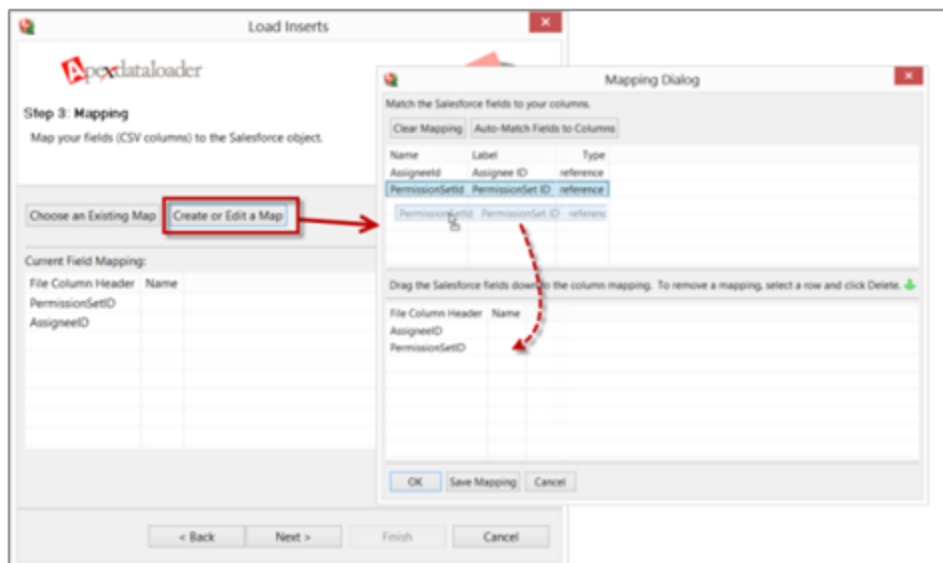 Load Inserts
Apexdataloader
Step 3: Mapping
Map your fields (CSV columns) to the Salesforce object.
Choose an Existing Map Create or Edit a Map
Current Field Mapping:
File Column Header Name
PermissionSetID
AssigneeID
< Back Next > Finish Cancel
Mapping Dialog
Match the Salesforce fields to your columns.
Clear Mapping Auto-Match Fields to Columns
Name Label Type
AssigneeId Assignee ID reference
PermissionSetId PermissionSet ID reference
PermissionSetId PermissionSet ID referenc
Drag the Salesforce fields down to the column mapping. To remove a mapping, select a row and click Delete.
File Column Header Name
AssigneeID
PermissionSetID
OK Save Mapping Cancel